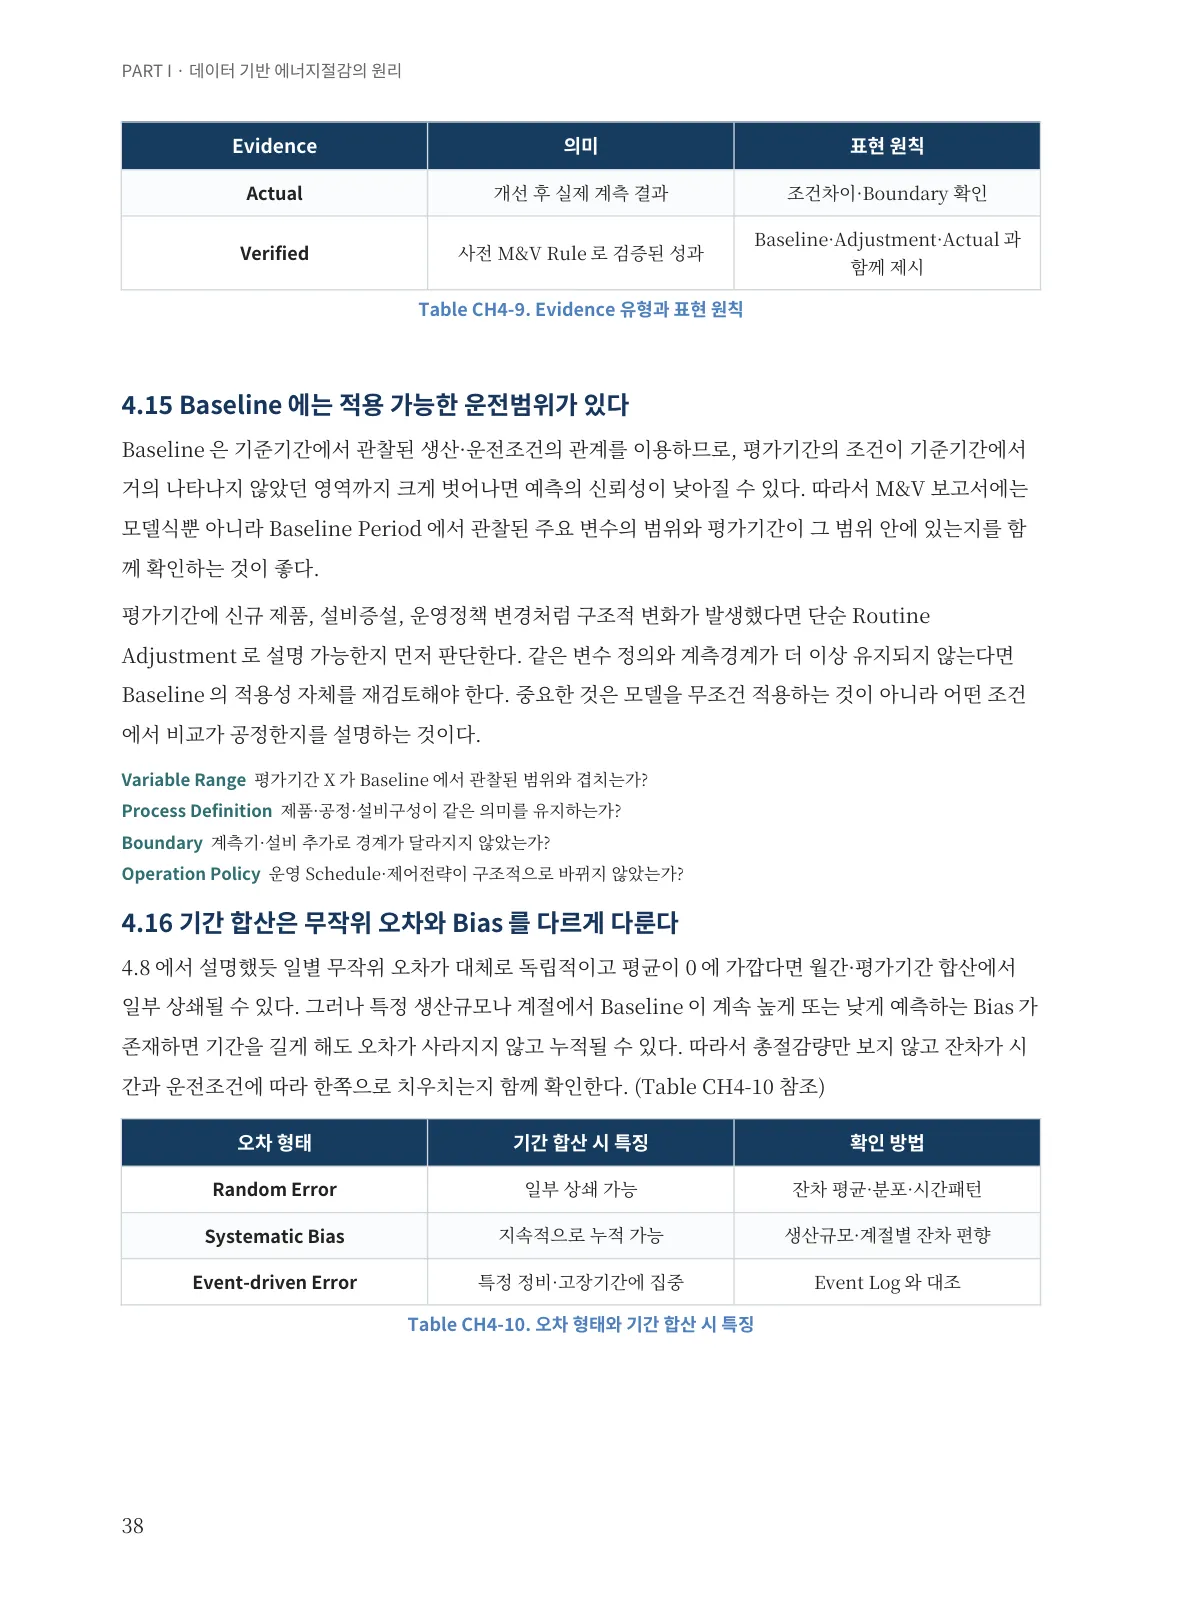 PART I · 데이터 기반 에너지절감의 원리
Evidence 의미 표현 원칙
Actual 개선 후 실제 계측 결과 조건차이·Boundary 확인
Verified 사전 M&V Rule 로 검증된 성과 Baseline·Adjustment·Actual 과
함께 제시
Table CH4-9. Evidence 유형과 표현 원칙
4.15 Baseline 에는 적용 가능한 운전범위가 있다
Baseline 은 기준기간에서 관찰된 생산·운전조건의 관계를 이용하므로, 평가기간의 조건이 기준기간에서
거의 나타나지 않았던 영역까지 크게 벗어나면 예측의 신뢰성이 낮아질 수 있다. 따라서 M&V 보고서에는
모델식뿐 아니라 Baseline Period 에서 관찰된 주요 변수의 범위와 평가기간이 그 범위 안에 있는지를 함
께 확인하는 것이 좋다.
평가기간에 신규 제품, 설비증설, 운영정책 변경처럼 구조적 변화가 발생했다면 단순 Routine
Adjustment 로 설명 가능한지 먼저 판단한다. 같은 변수 정의와 계측경계가 더 이상 유지되지 않는다면
Baseline 의 적용성 자체를 재검토해야 한다. 중요한 것은 모델을 무조건 적용하는 것이 아니라 어떤 조건
에서 비교가 공정한지를 설명하는 것이다.
Variable Range 평가기간 X 가 Baseline 에서 관찰된 범위와 겹치는가?
Process Definition 제품·공정·설비구성이 같은 의미를 유지하는가?
Boundary 계측기·설비 추가로 경계가 달라지지 않았는가?
Operation Policy 운영 Schedule·제어전략이 구조적으로 바뀌지 않았는가?
4.16 기간 합산은 무작위 오차와 Bias 를 다르게 다룬다
4.8 에서 설명했듯 일별 무작위 오차가 대체로 독립적이고 평균이 0 에 가깝다면 월간·평가기간 합산에서
일부 상쇄될 수 있다. 그러나 특정 생산규모나 계절에서 Baseline 이 계속 높게 또는 낮게 예측하는 Bias 가
존재하면 기간을 길게 해도 오차가 사라지지 않고 누적될 수 있다. 따라서 총절감량만 보지 않고 잔차가 시
간과 운전조건에 따라 한쪽으로 치우치는지 함께 확인한다. (Table CH4-10 참조)
오차 형태 기간 합산 시 특징 확인 방법
Random Error 일부 상쇄 가능 잔차 평균·분포·시간패턴
Systematic Bias 지속적으로 누적 가능 생산규모·계절별 잔차 편향
Event-driven Error 특정 정비·고장기간에 집중 Event Log 와 대조
Table CH4-10. 오차 형태와 기간 합산 시 특징
38